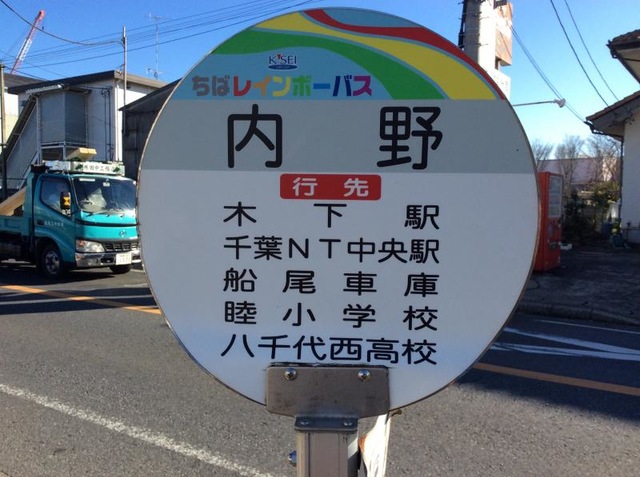 KEISEI
ちばレインボーバス
内野
行先
木下駅
千葉NT中央駅
船尾車庫
睦小学校
八千代西高校